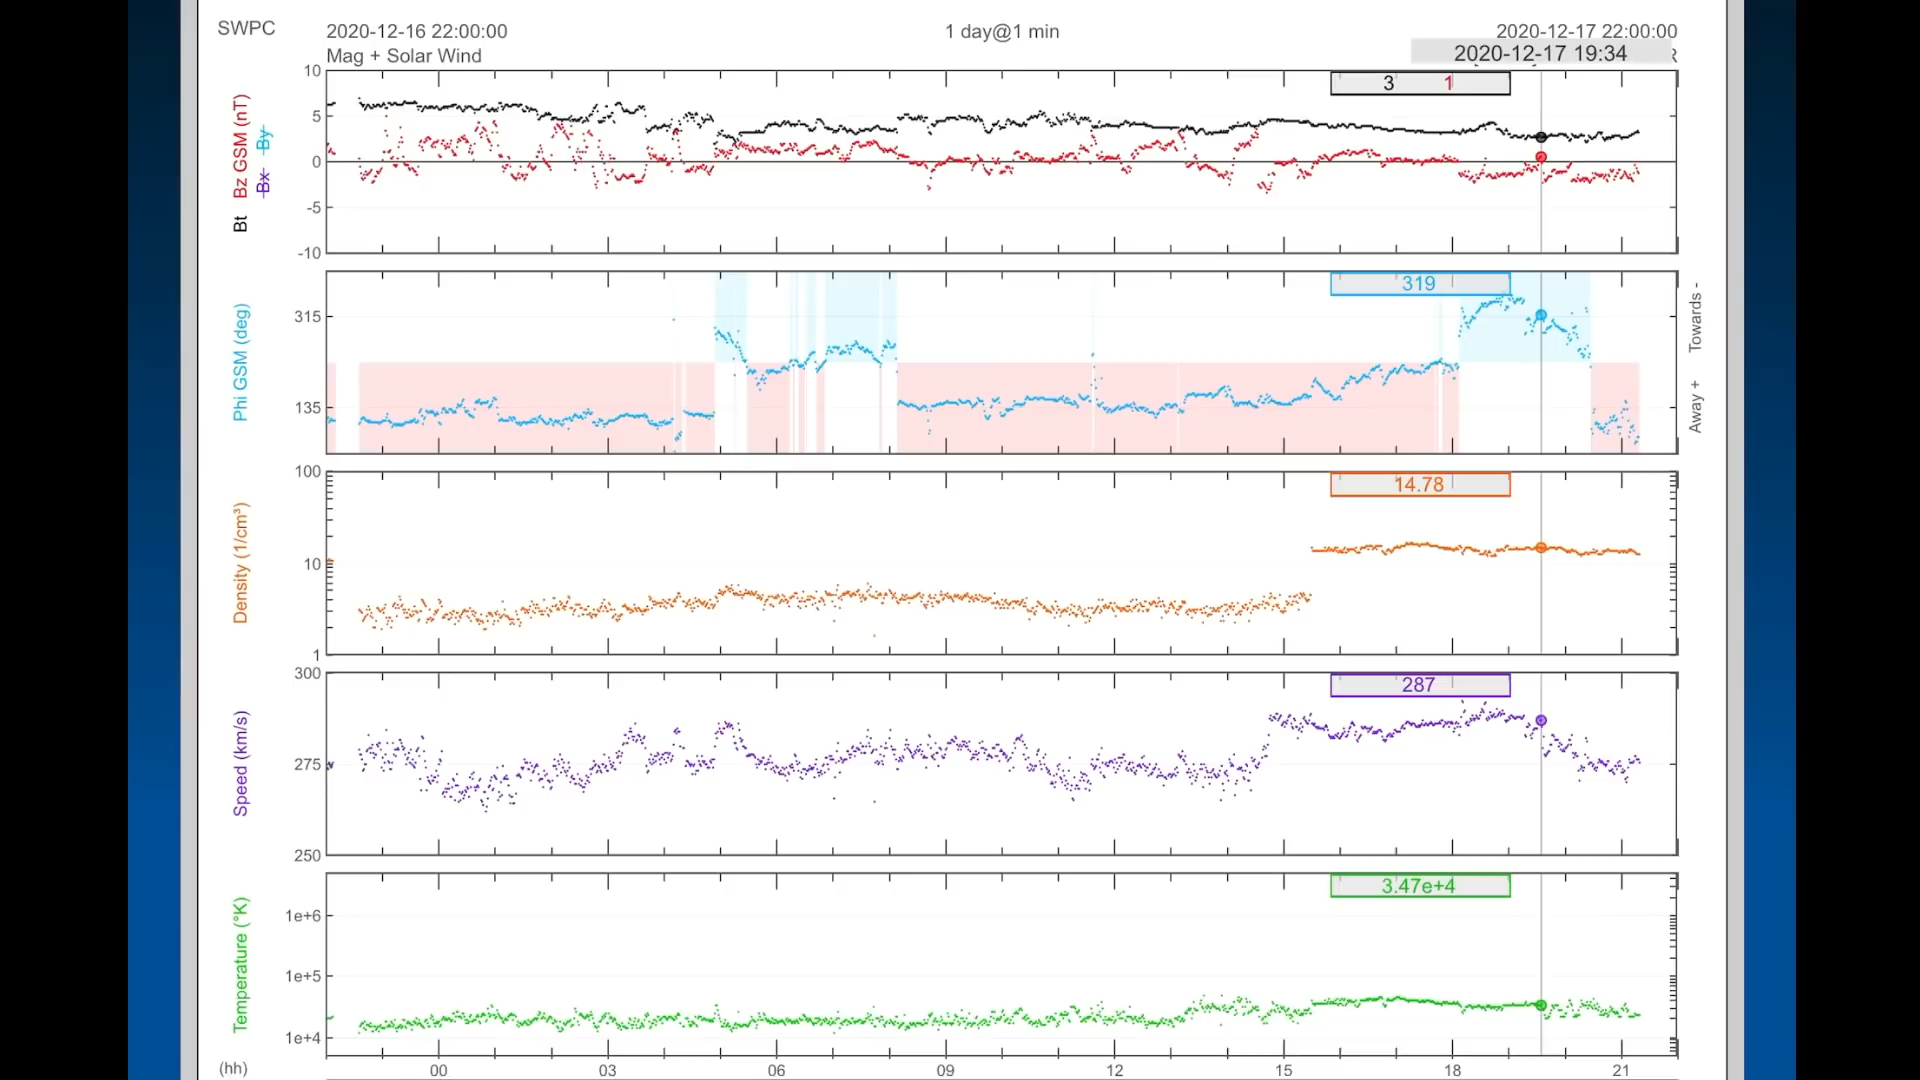 SWPC
2020-12-16 22:00:00
1 day@1 min
2020-12-17 22:00:00
Mag + Solar Wind
2020-12-17 19:34
R
Bt Bz GSM (nT)
Bx By
10
5
0
-5
-10
3 1
Phi GSM (deg)
315
135
319
Towards -
Away +
Density (1/cm³)
100
10
1
14.78
Speed (km/s)
300
275
250
287
Temperature (°K)
1e+6
1e+5
1e+4
3.47e+4
(hh)
00 03 06 09 12 15 18 21